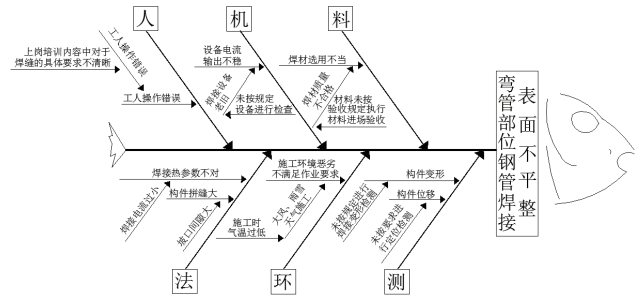 人
机
料
上岗培训内容中对于
焊缝的具体要求不清晰
工人操作错误
工人操作错误
设备电流
输出不稳
焊接设备
老旧
未按规定
设备进行检查
焊材选用不当
焊材质量
不合格
材料未按
验收规定执行
材料进场验收
弯管部位钢管焊接
表面不平整
焊接热参数不对
焊接电流过小
构件拼缝大
坡口间隙大
施工环境恶劣
不满足作业要求
大风、雨雪
天气施工
施工时
气温过低
构件变形
未按规定进行
焊接变形检测
构件位移
未按要求进
行定位检测
法
环
测